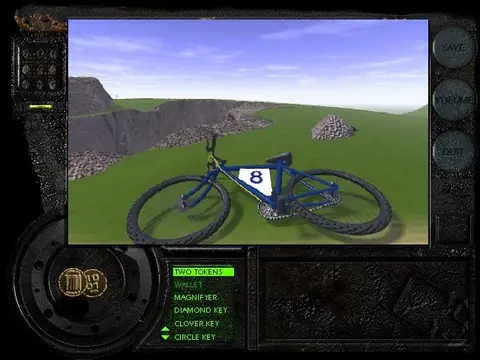 SAVE
VOLUME
QUIT
8
TWO TOKENS
WALLET
MAGNIFYER
DIAMOND KEY
CLOVER KEY
CIRCLE KEY